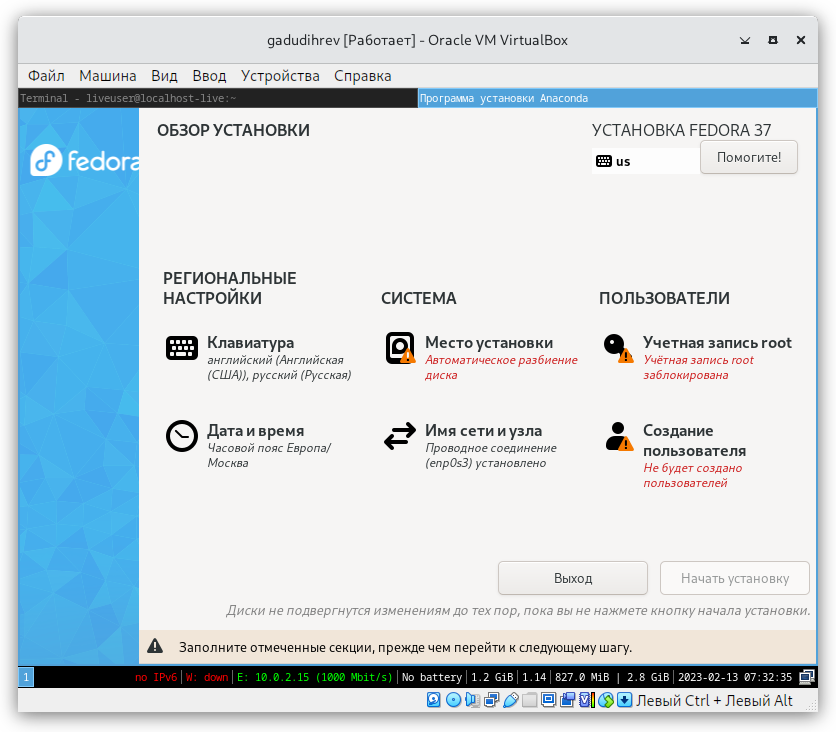 gadudihrev [Работает] - Oracle VM VirtualBox
Файл Машина Вид Ввод Устройства Справка
Terminal - liveuser@localhost-live:~
Программа установки Anaconda
fedora
ОБЗОР УСТАНОВКИ
УСТАНОВКА FEDORA 37
us
Помогите!
РЕГИОНАЛЬНЫЕ
НАСТРОЙКИ
Клавиатура
английский (Английская
(США)), русский (Русская)
Дата и время
Часовой пояс Европа/
Москва
СИСТЕМА
Место установки
Автоматическое разбиение
диска
Имя сети и узла
Проводное соединение
(enp0s3) установлено
ПОЛЬЗОВАТЕЛИ
Учетная запись root
Учётная запись root
заблокирована
Создание
пользователя
Не будет создано
пользователей
Выход
Начать установку
Диски не подвергнутся изменениям до тех пор, пока вы не нажмете кнопку начала установки.
Заполните отмеченные секции, прежде чем перейти к следующему шагу.
1
no IPv6|W: down|E: 10.0.2.15 (1000 Mbit/s)|No battery|1.2 GiB|1.14|827.0 MiB | 2.8 GiB|2023-02-13 07:32:35
Левый Ctrl + Левый Alt